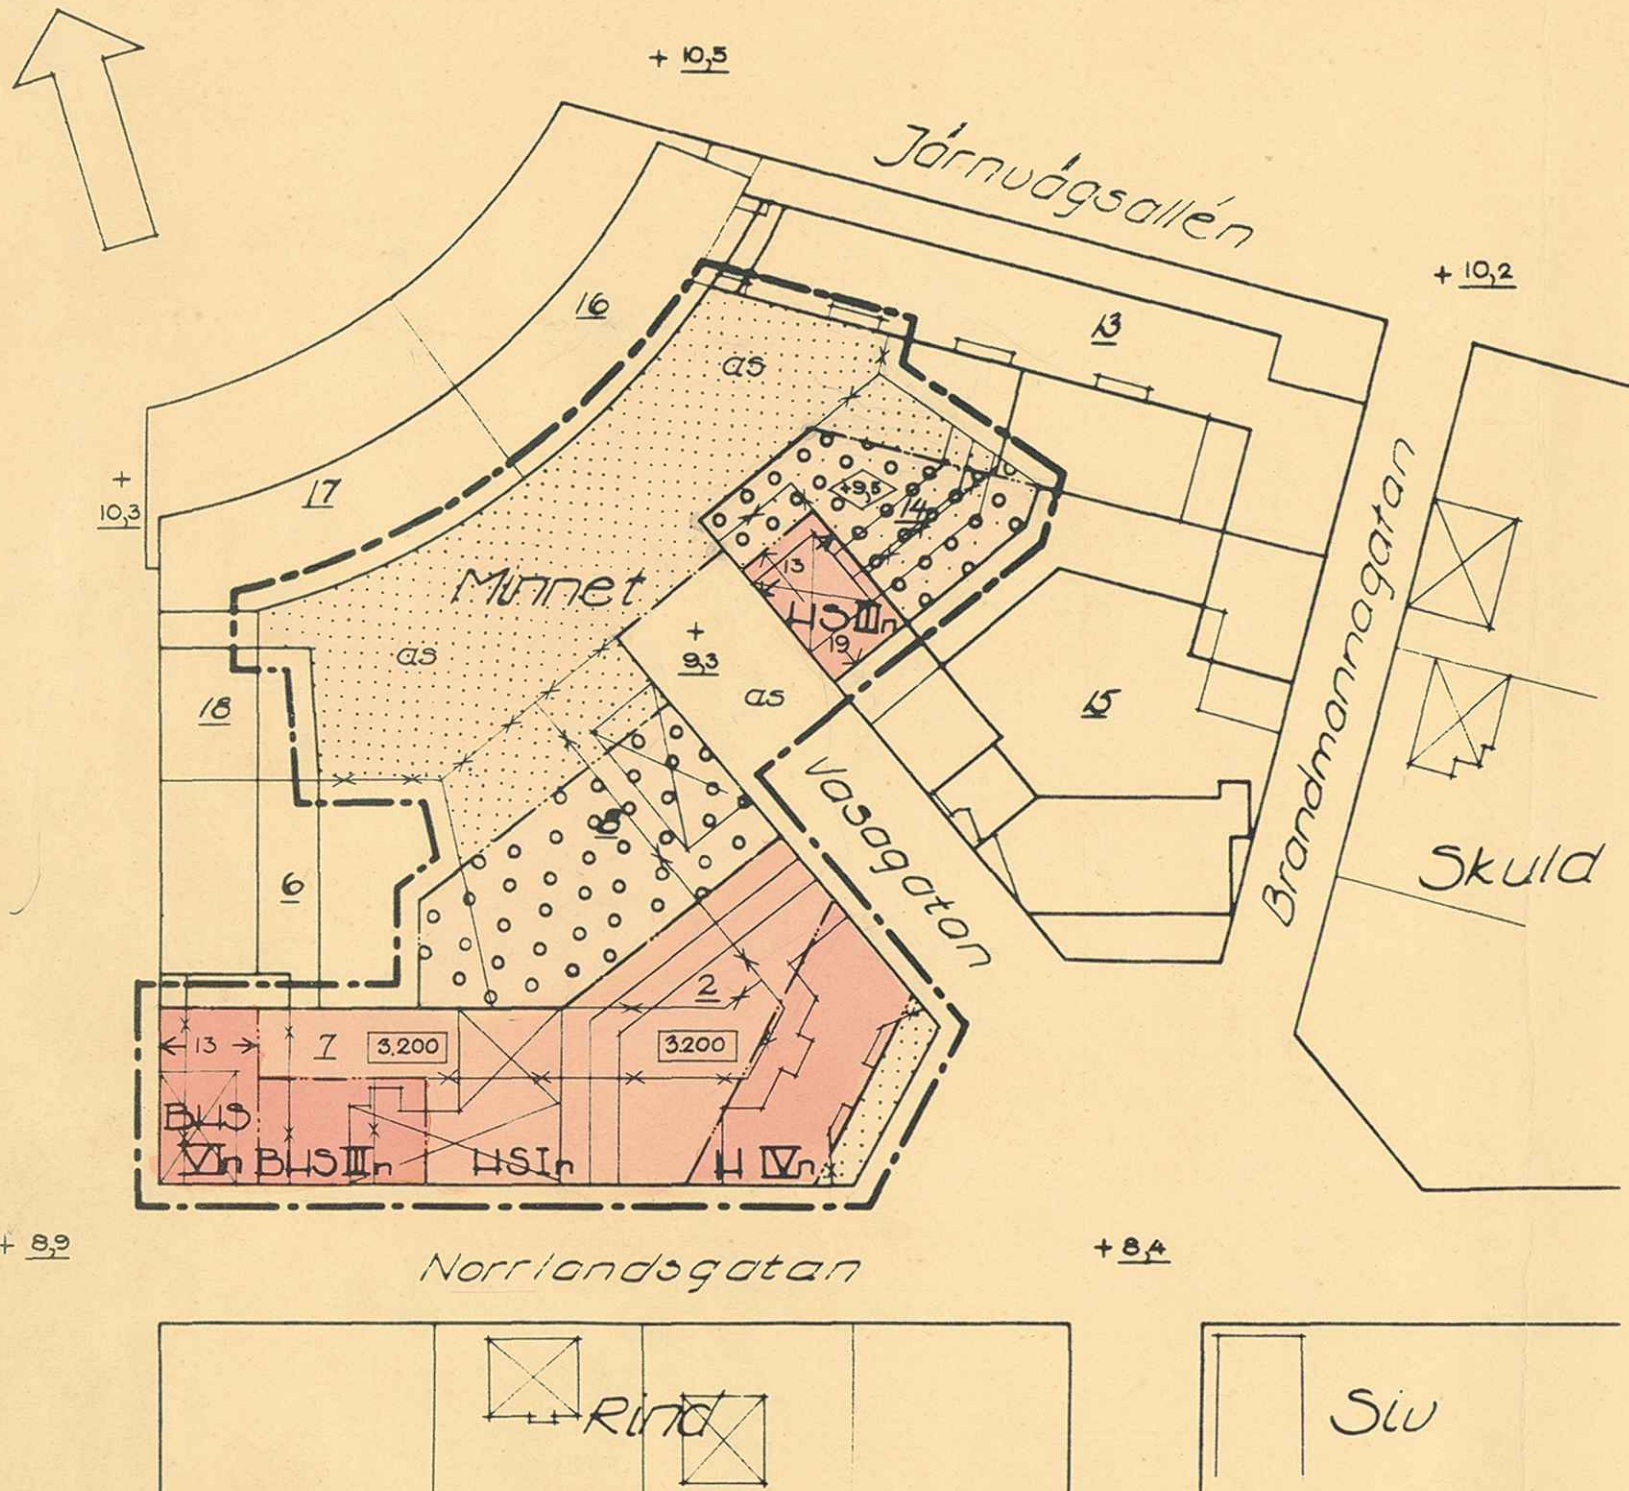 + 10,5
Järnvägsallén
+ 10,2
16
13
as
+
10,3
17
+9,5
14
Minnet
13
HSIIIn
19
+
9,3
as
as
18
15
Vasagatan
Brandmannagatan
8
Skuld
6
2
13
7
3.200
3.200
BHS
VIn
BHSIIIn
HSIn
H IVn
+ 8,9
Norrlandsgatan
+ 8,4
Rind
Siv